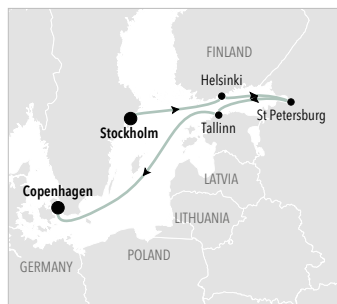 FINLAND
Helsinki
St Petersburg
Stockholm
Tallinn
LATVIA
Copenhagen
LITHUANIA
POLAND
GERMANY